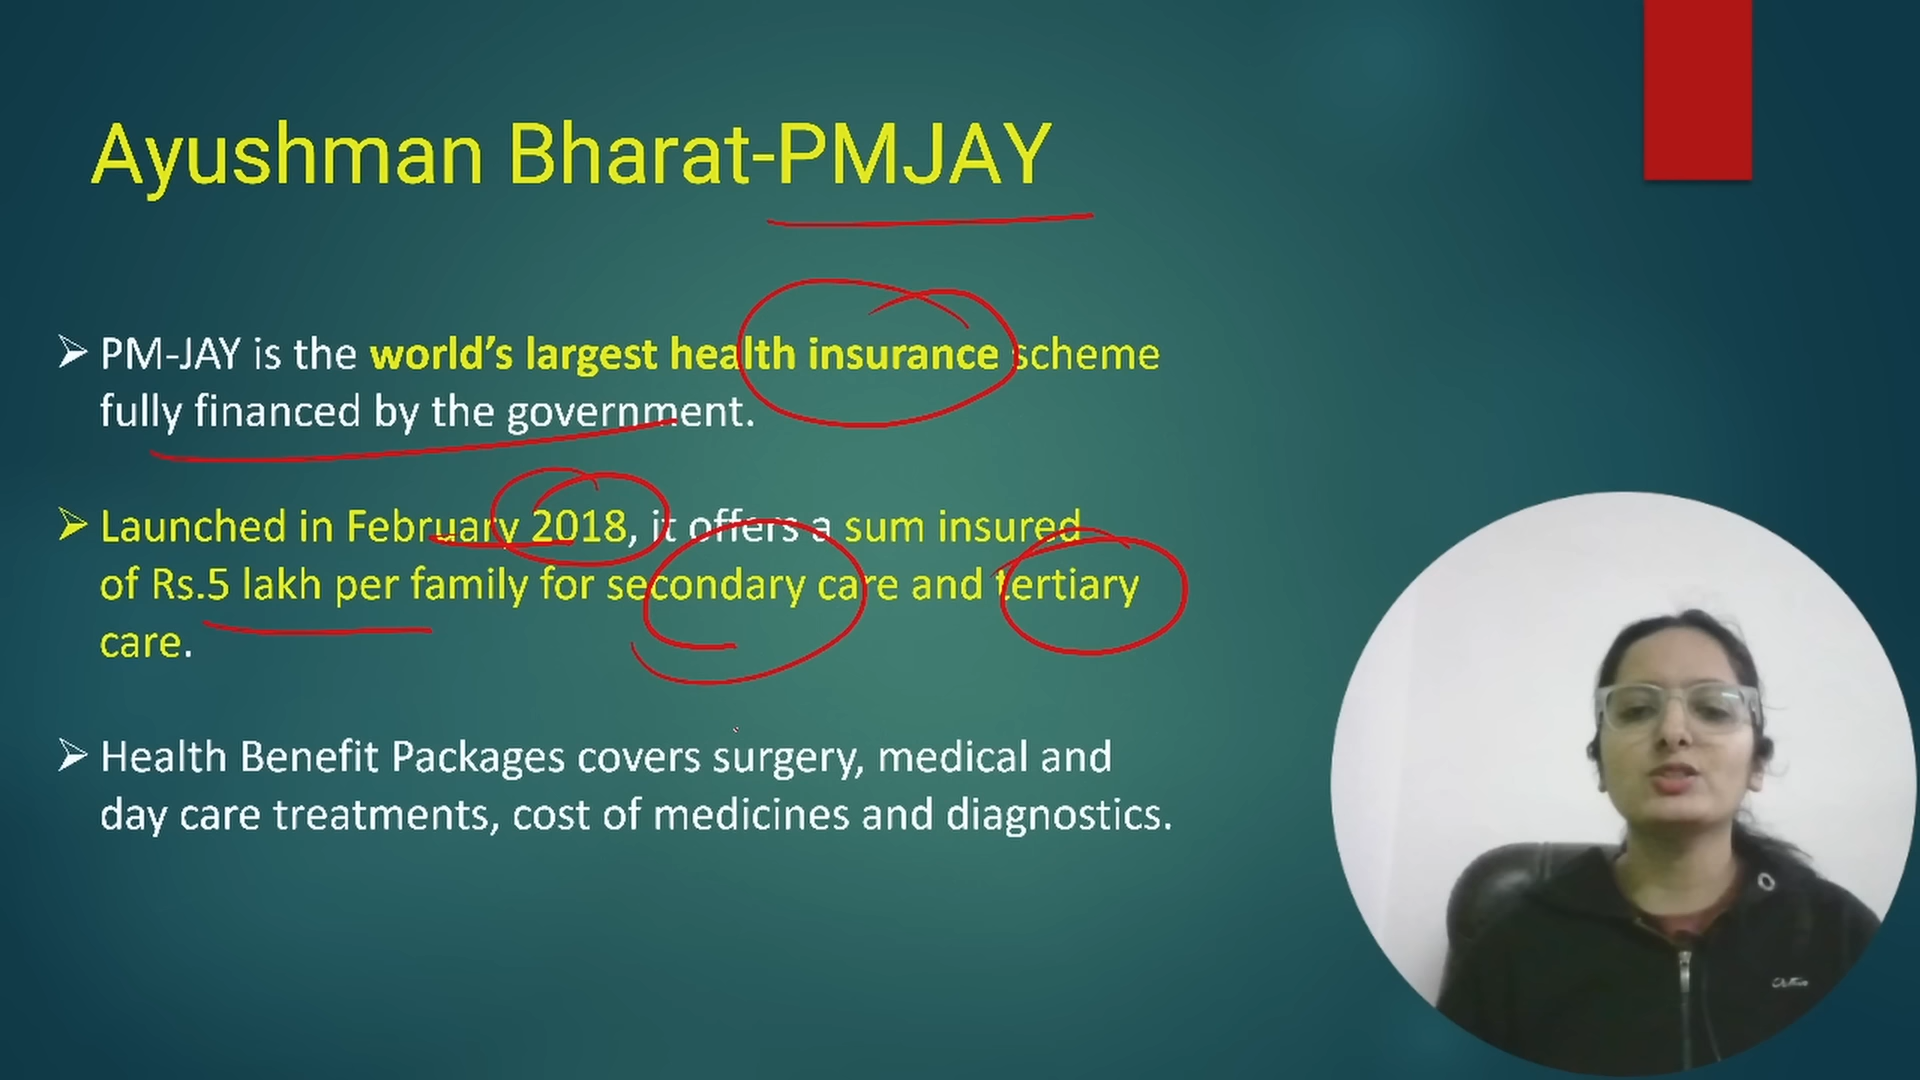 Ayushman Bharat-PMJAY
➢ PM-JAY is the world’s largest health insurance scheme
fully financed by the government.
➢ Launched in February 2018, it offers a sum insured
of Rs.5 lakh per family for secondary care and tertiary
care.
➢ Health Benefit Packages covers surgery, medical and
day care treatments, cost of medicines and diagnostics.